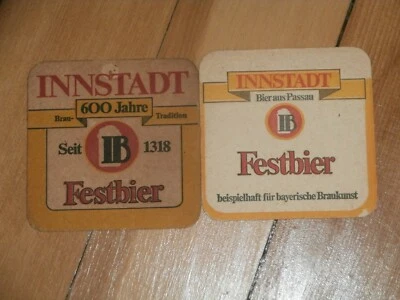 INNSTADT
600 Jahre
Brau- Tradition
Seit IB 1318
Festbier
INNSTADT
Bier aus Passau
IB
Festbier
beispielhaft für bayerische Braukunst